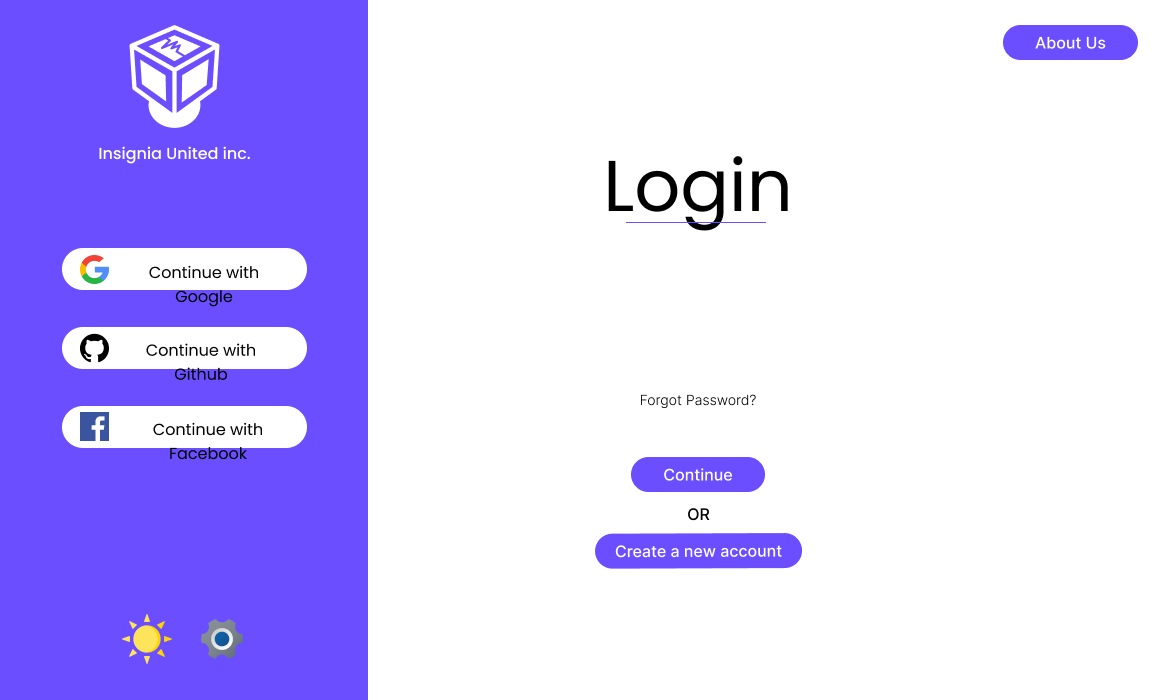 Insignia United inc.
Continue with
Google
Continue with
Github
Continue with
Facebook
About Us
Login
Forgot Password?
Continue
OR
Create a new account